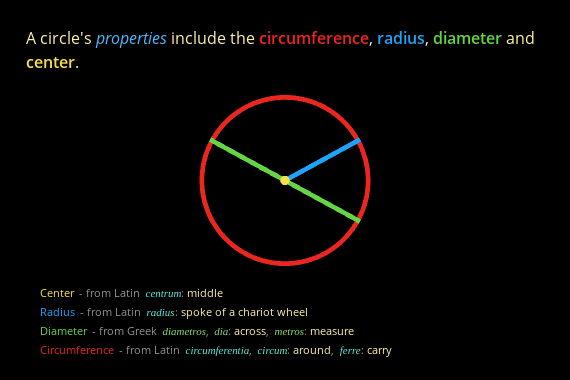 A circle's properties include the circumference, radius, diameter and
center.
Center - from Latin centrum: middle
Radius - from Latin radius: spoke of a chariot wheel
Diameter - from Greek diametros, dia: across, metros: measure
Circumference - from Latin circumferentia, circum: around, ferre: carry